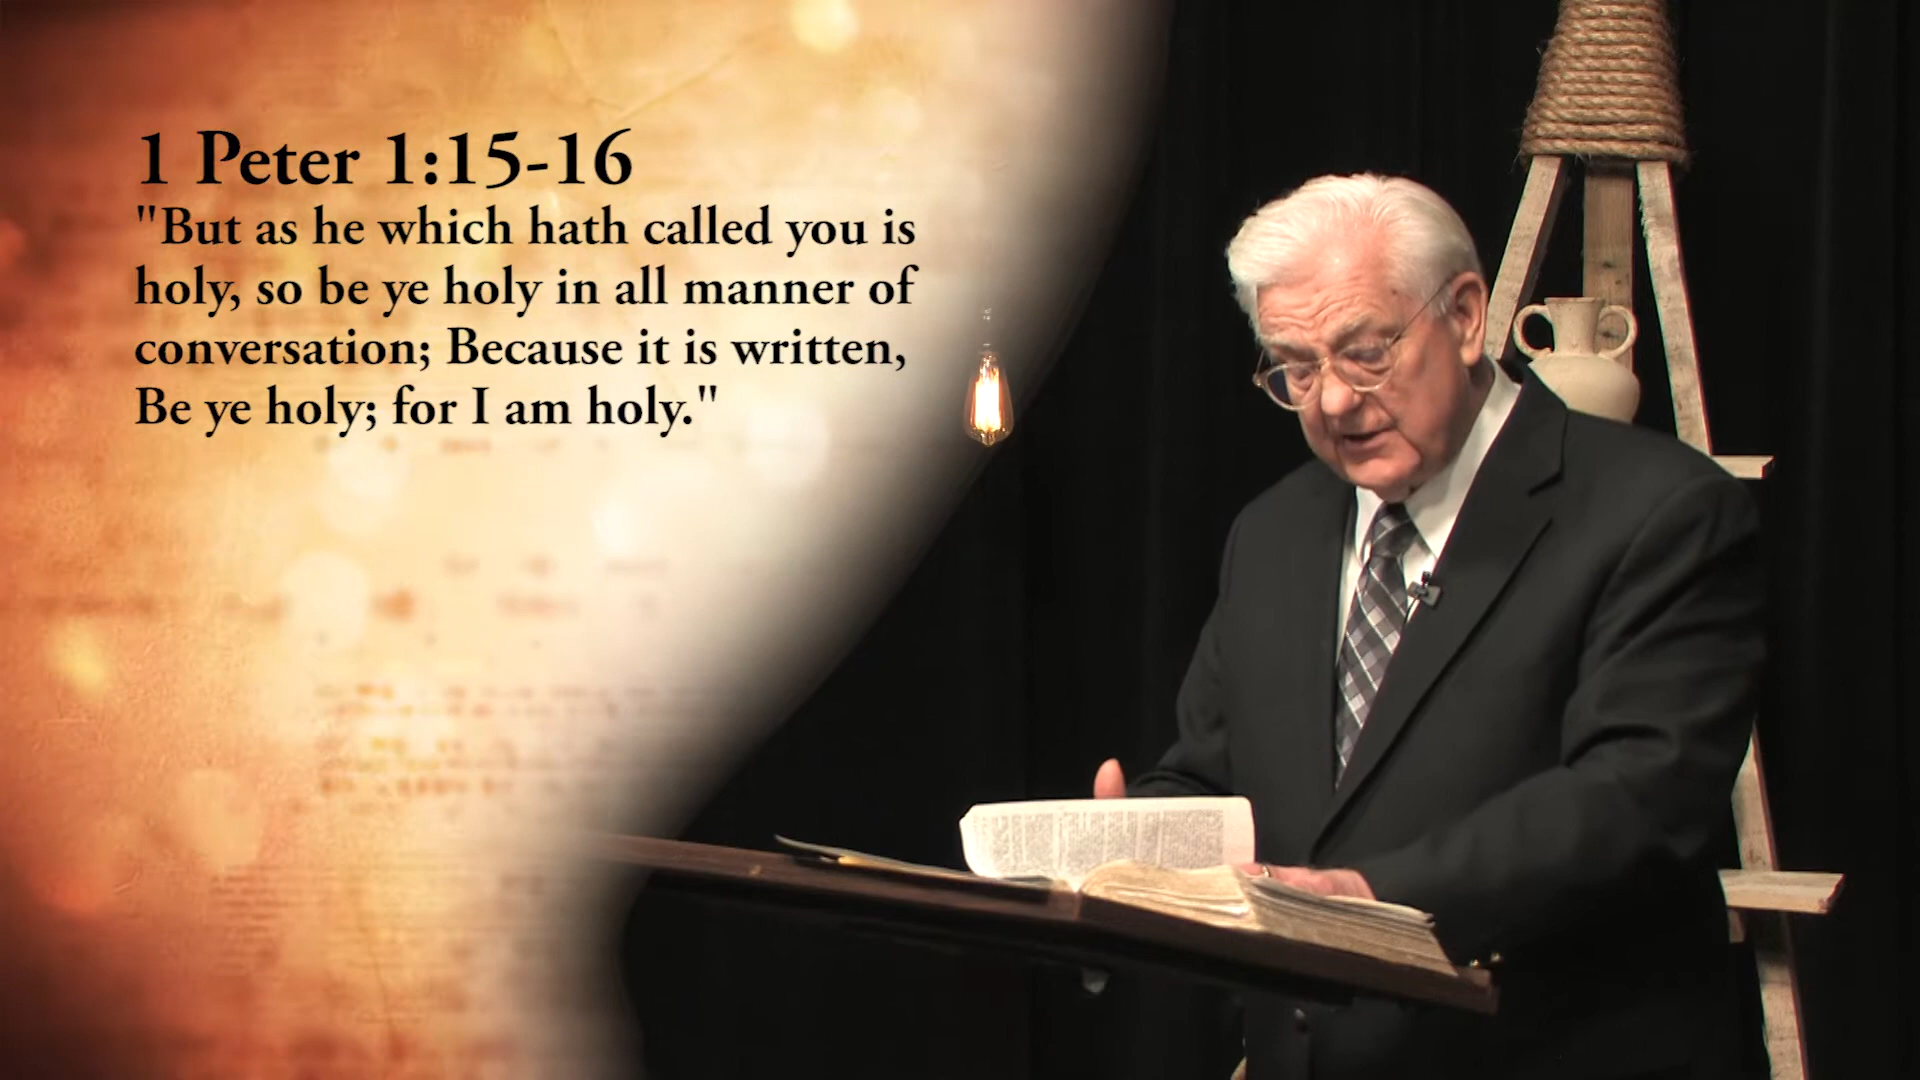 1 Peter 1:15-16
"But as he which hath called you is
holy, so be ye holy in all manner of
conversation; Because it is written,
Be ye holy; for I am holy."